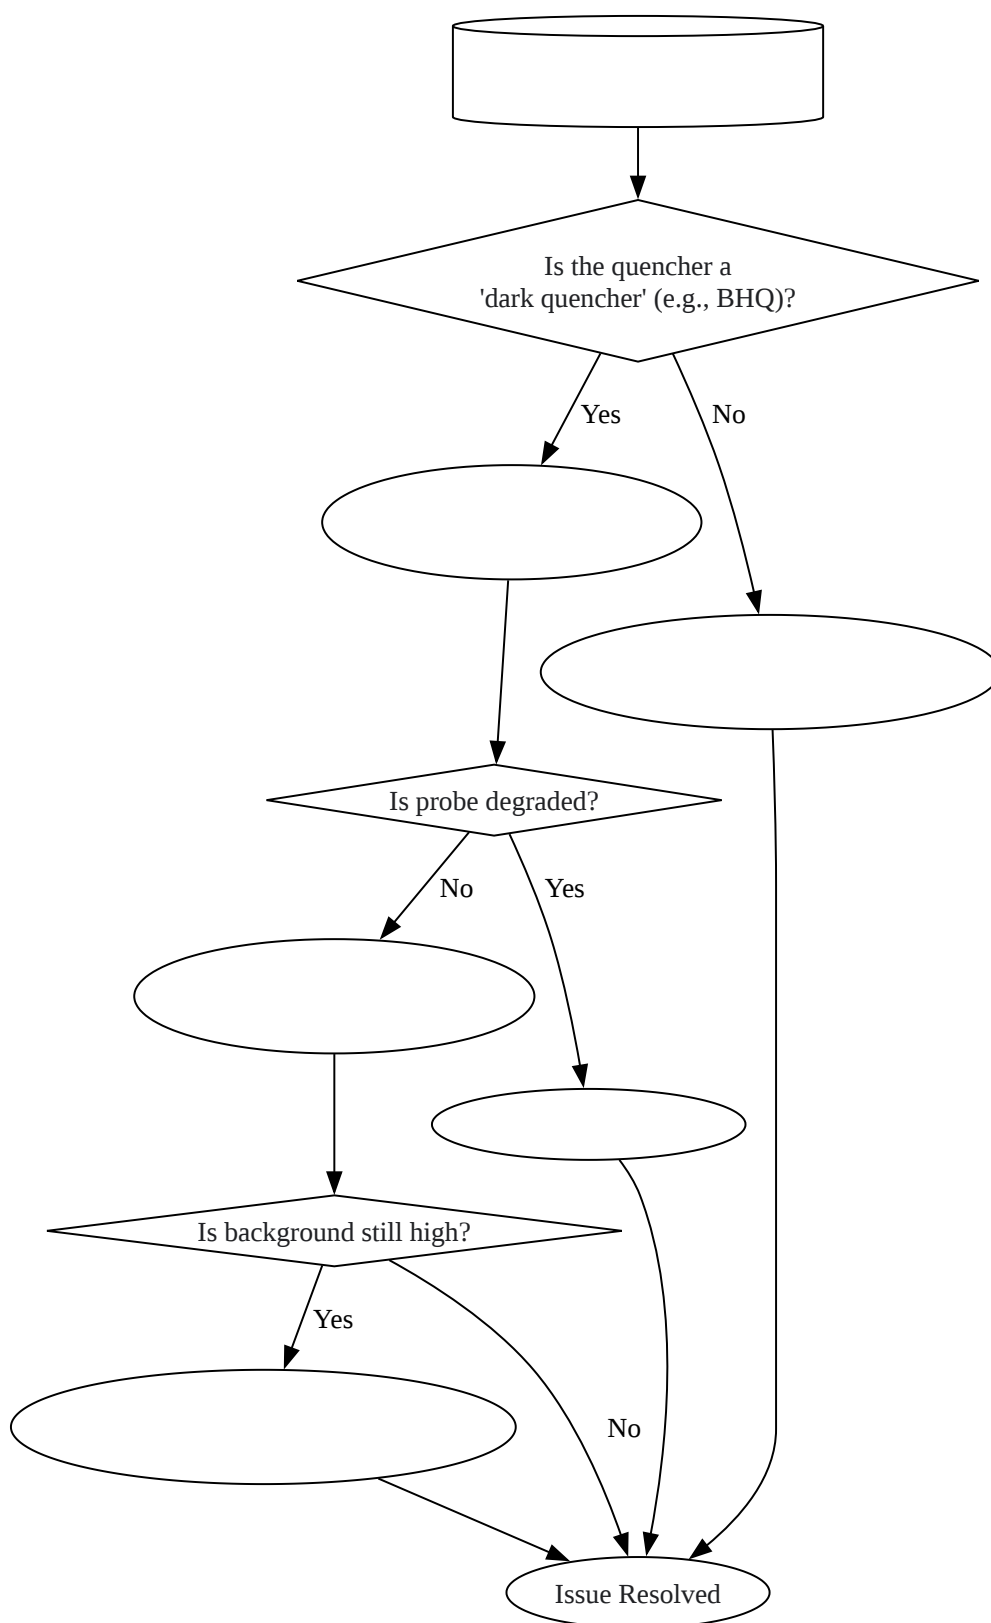 Is the quencher a
'dark quencher' (e.g., BHQ)?
Yes
No
Is probe degraded?
No
Yes
Is background still high?
Yes
No
Issue Resolved